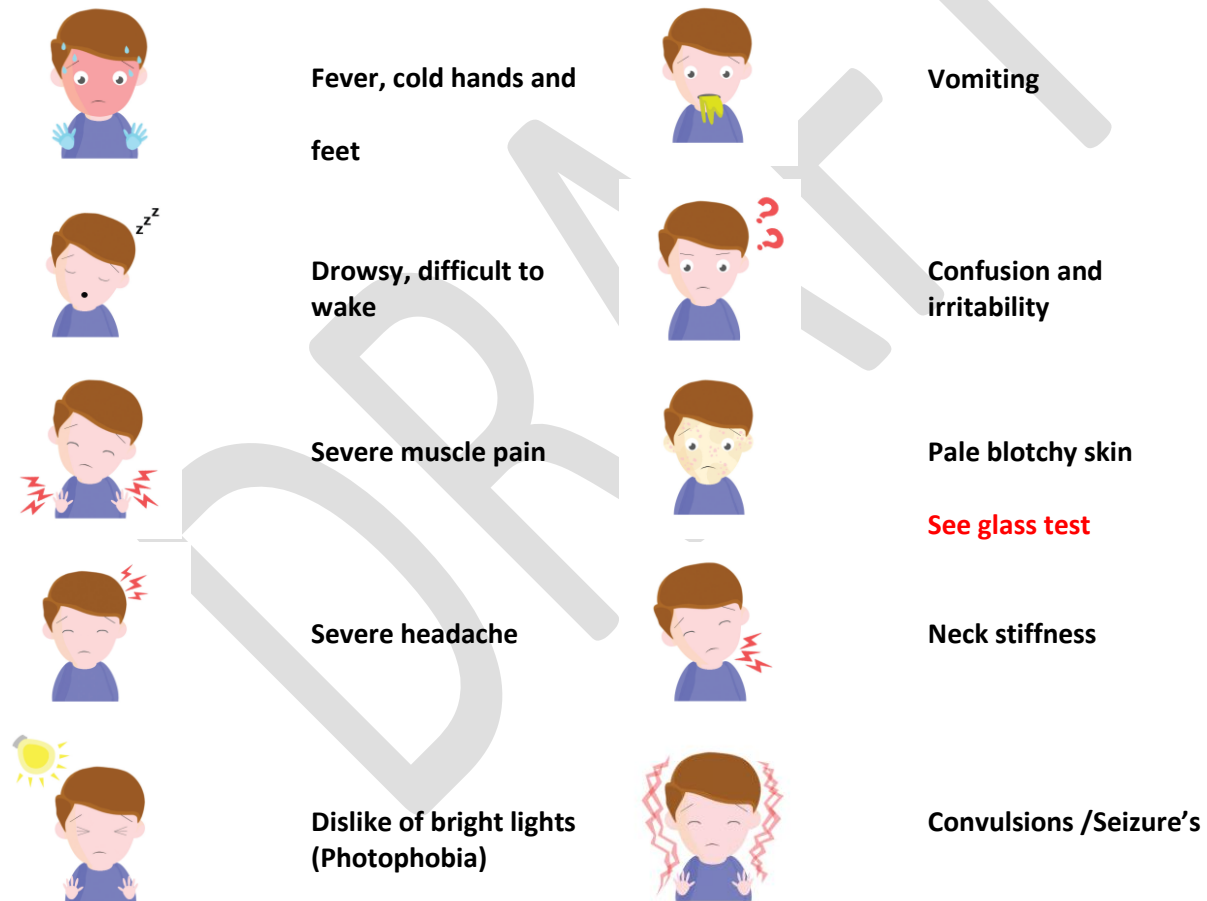 Fever, cold hands and
feet
Vomiting
z z z
Drowsy, difficult to
wake
? ?
Confusion and
irritability
Severe muscle pain
Pale blotchy skin
See glass test
Severe headache
Neck stiffness
Dislike of bright lights
(Photophobia)
Convulsions /Seizure's
DRAFT